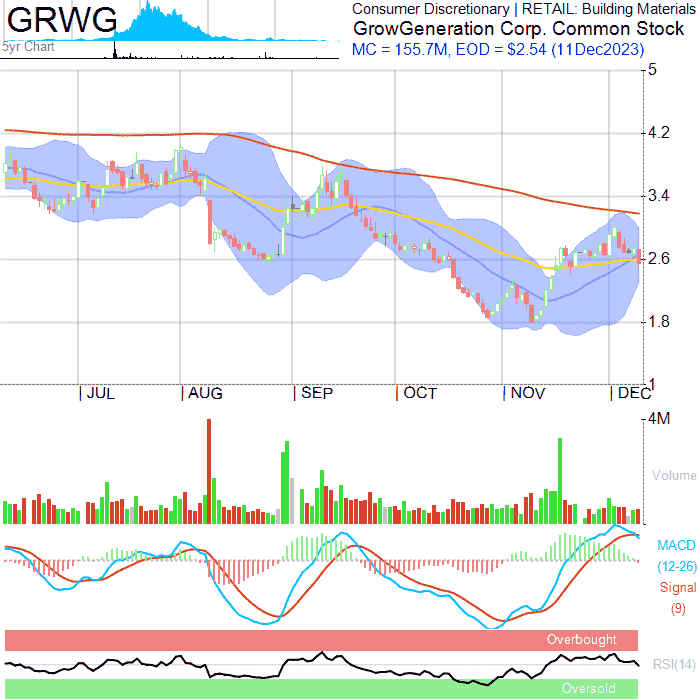 GRWG
Consumer Discretionary | RETAIL: Building Materials
GrowGeneration Corp. Common Stock
5yr Chart
MC = 155.7M, EOD = $2.54 (11Dec2023)
5
4.2
3.4
2.6
1.8
1
| JUL | AUG | SEP | OCT | NOV | DEC
4M
Volume
MACD
(12-26)
Signal
(9)
Overbought
RSI(14)
Oversold